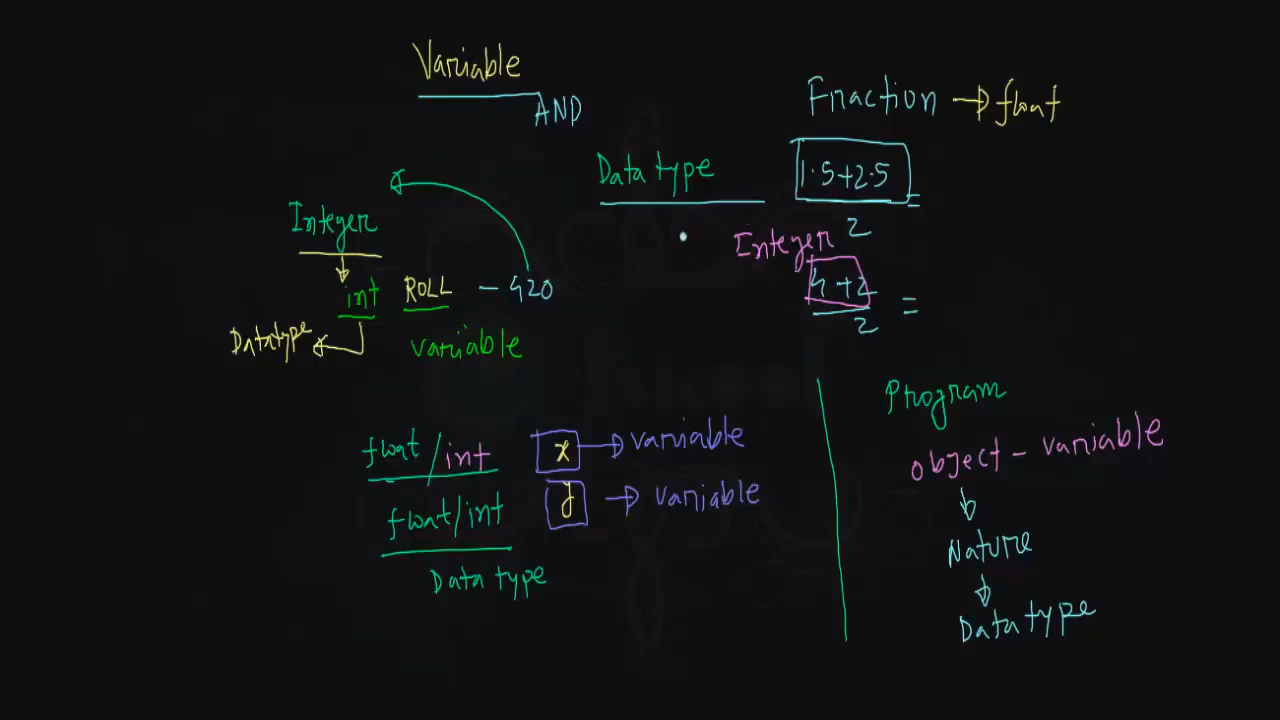 Variable
AND
Data type
Fraction → float
1.5+2.5 =
2
Integer
4+2 =
2
Integer
int ROLL - 420
Datatype variable
float/int x → variable
float/int y → variable
Data type
Program
object - variable
Nature
Datatype